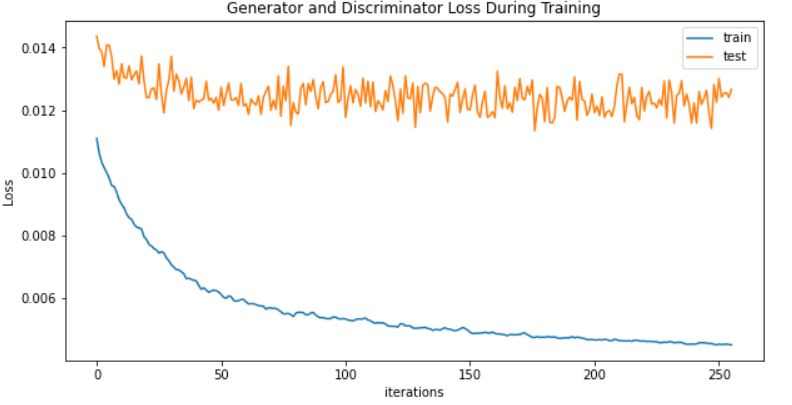 Generator and Discriminator Loss During Training
train
test
0.014
0.012
0.010
0.008
0.006
Loss
0
50
100
150
200
250
iterations